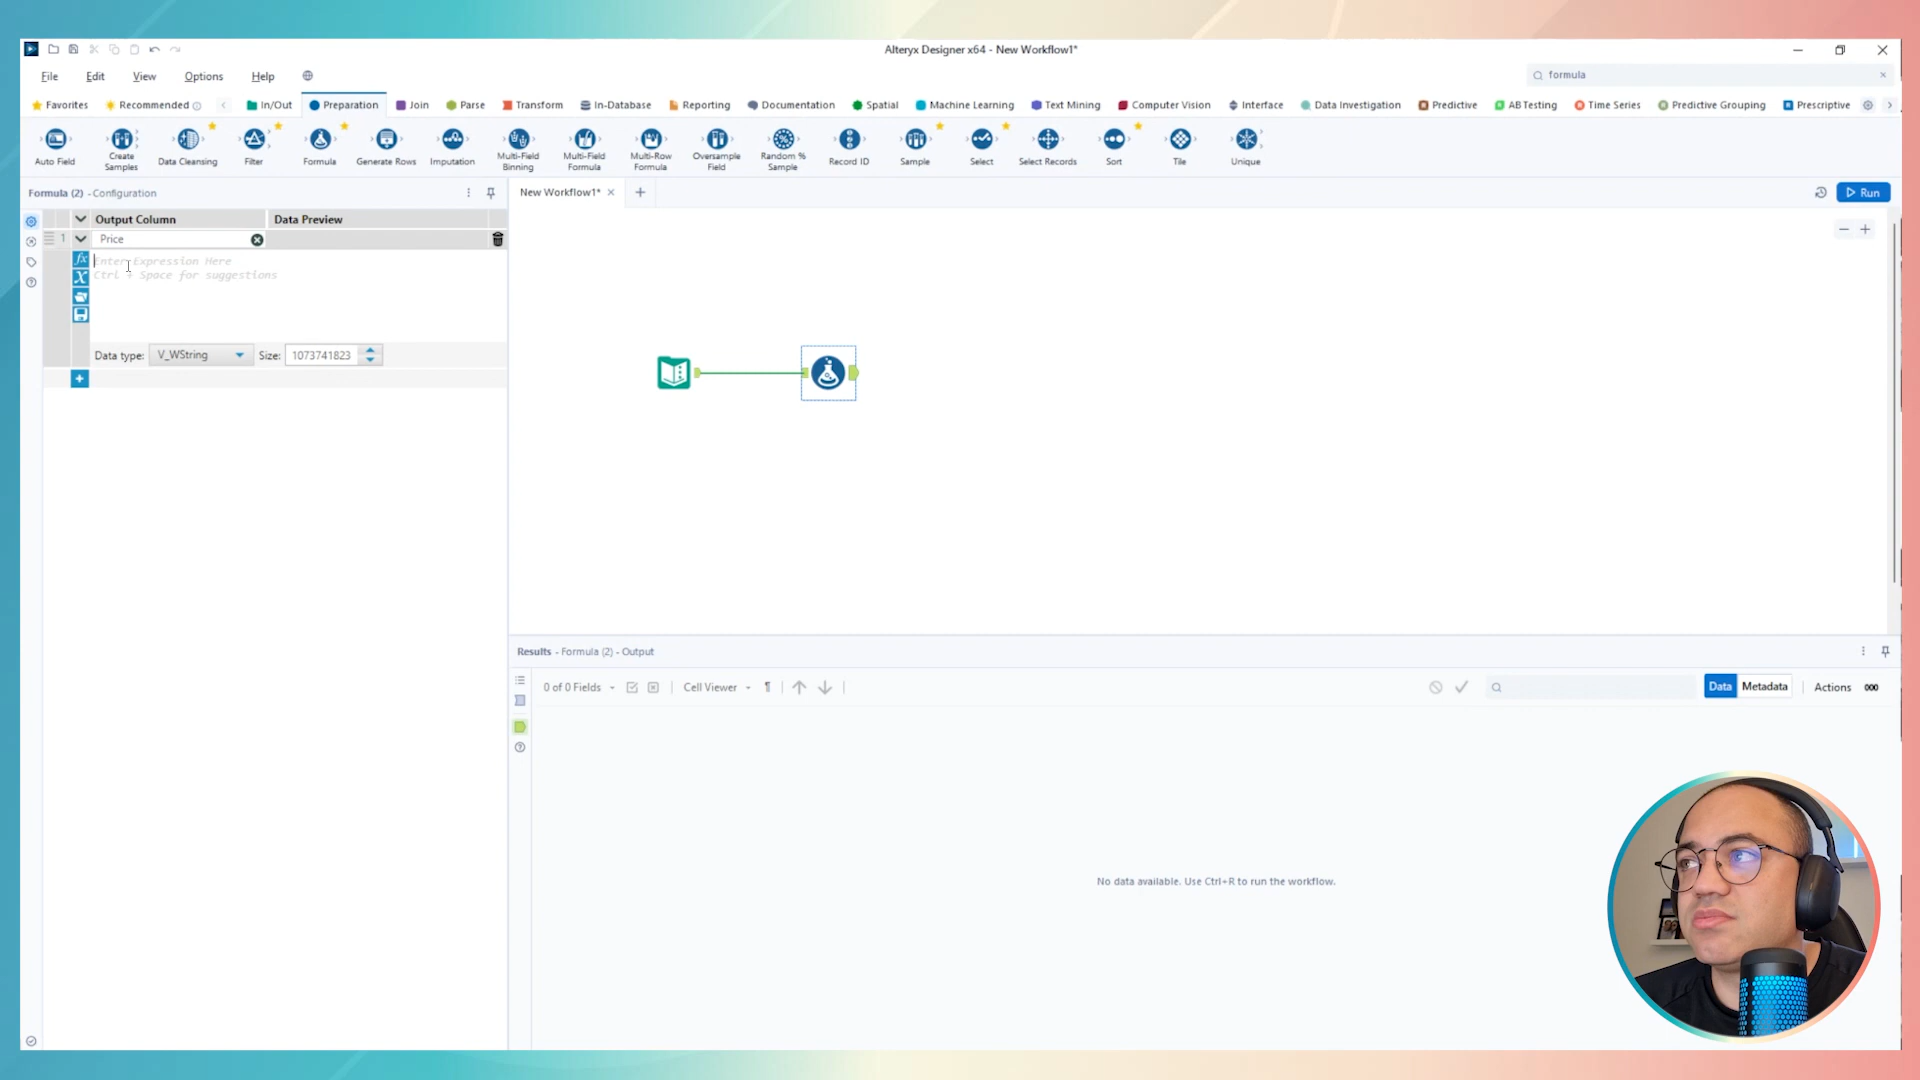 Alteryx Designer x64 - New Workflow1*
File Edit View Options Help
formula
Favorites Recommended In/Out Preparation Join Parse Transform In-Database Reporting Documentation Spatial Machine Learning Text Mining Computer Vision Interface Data Investigation Predictive AB Testing Time Series Predictive Grouping Prescriptive
Auto Field
Create Samples
Data Cleansing
Filter
Formula
Generate Rows
Imputation
Multi-Field Binning
Multi-Field Formula
Multi-Row Formula
Oversample Field
Random % Sample
Record ID
Sample
Select
Select Records
Sort
Tile
Unique
Formula (2) - Configuration
New Workflow1*
Run
Output Column Data Preview
1 Price
Enter Expression Here
Ctrl + Space for suggestions
Data type: V_WString Size: 1073741823
Results - Formula (2) - Output
0 of 0 Fields Cell Viewer Data Metadata Actions 000
No data available. Use Ctrl+R to run the workflow.